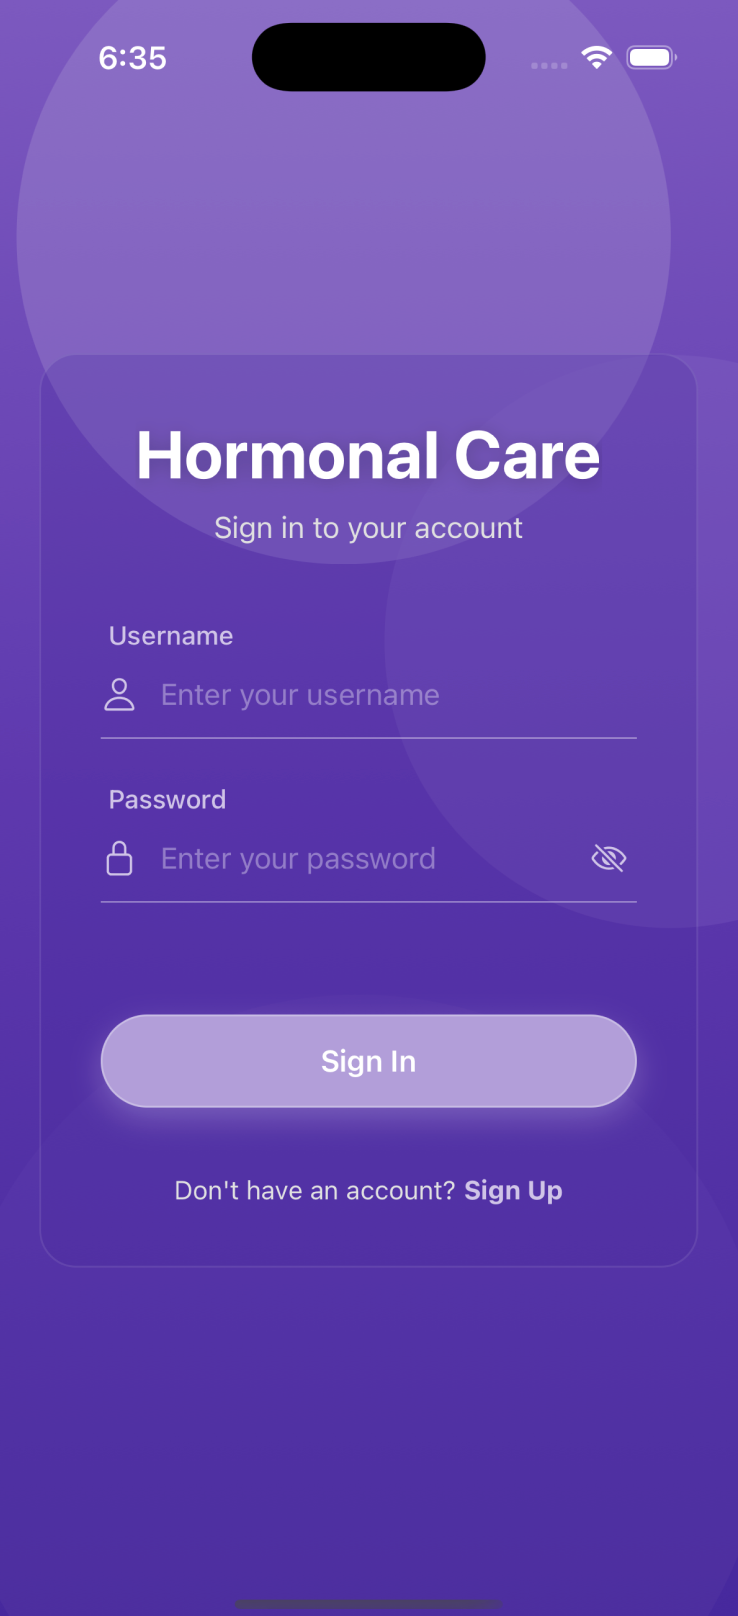 6:35
Hormonal Care
Sign in to your account
Username
Enter your username
Password
Enter your password
Sign In
Don't have an account? Sign Up